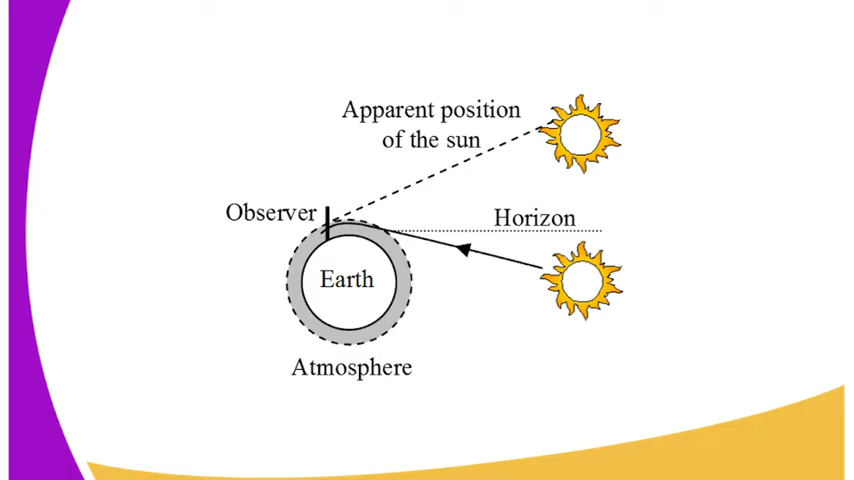 Apparent position
of the sun
Observer
Horizon
Earth
Atmosphere